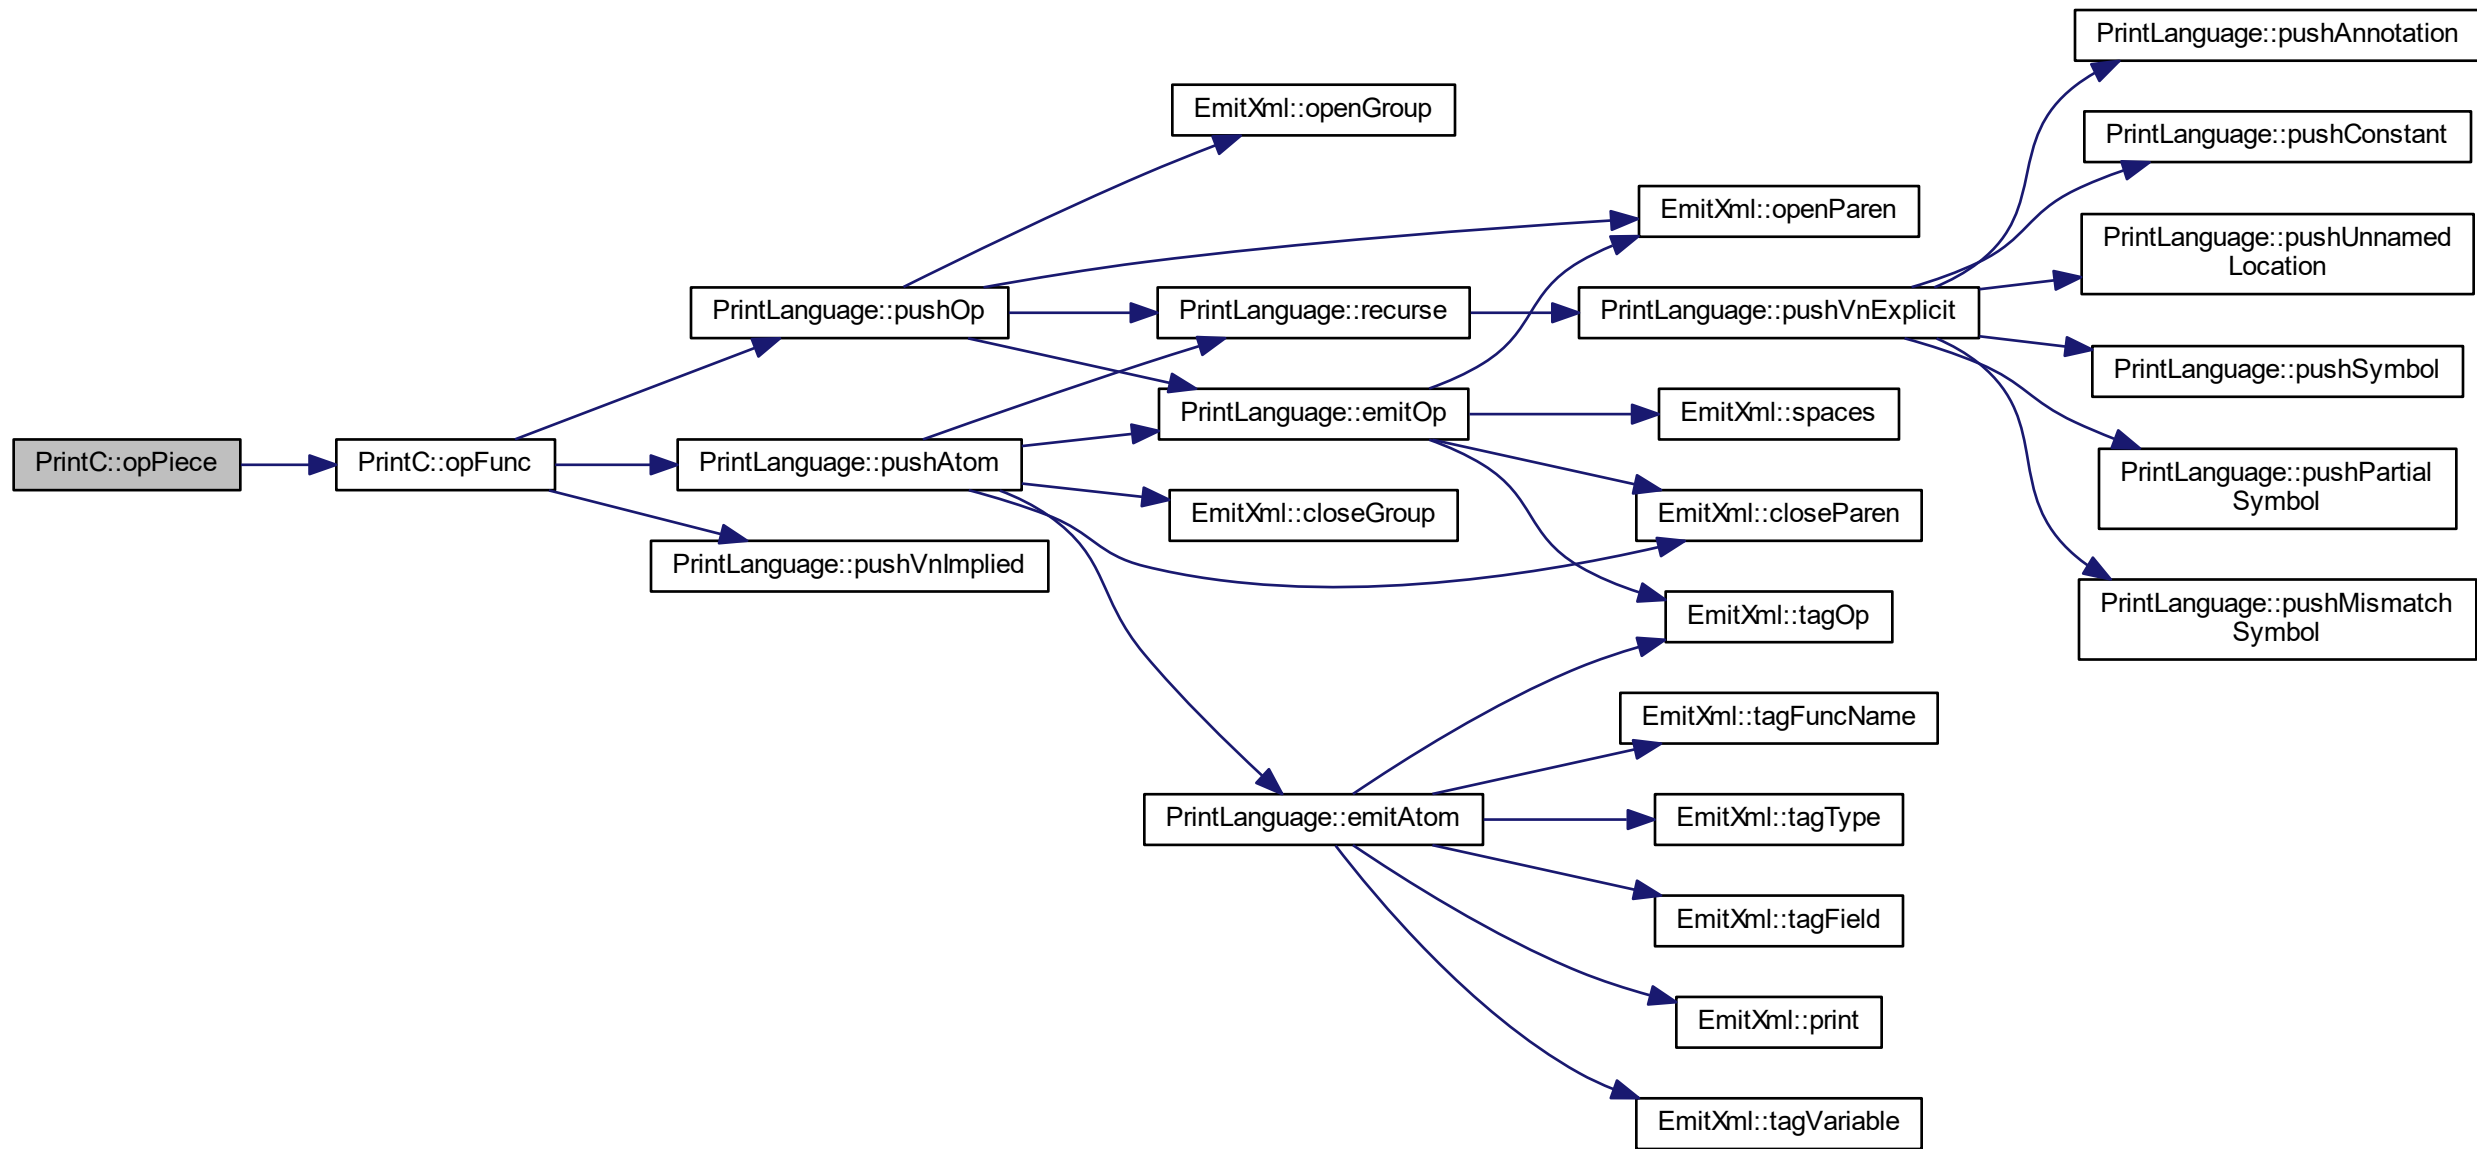 PrintC::opPiece
PrintC::opFunc
PrintLanguage::pushOp
PrintLanguage::pushAtom
PrintLanguage::pushVnImplied
EmitXml::openGroup
PrintLanguage::recurse
PrintLanguage::emitOp
EmitXml::closeGroup
PrintLanguage::emitAtom
EmitXml::openParen
PrintLanguage::pushVnExplicit
EmitXml::spaces
EmitXml::closeParen
EmitXml::tagOp
EmitXml::tagFuncName
EmitXml::tagType
EmitXml::tagField
EmitXml::print
EmitXml::tagVariable
PrintLanguage::pushAnnotation
PrintLanguage::pushConstant
PrintLanguage::pushUnnamed
Location
PrintLanguage::pushSymbol
PrintLanguage::pushPartial
Symbol
PrintLanguage::pushMismatch
Symbol